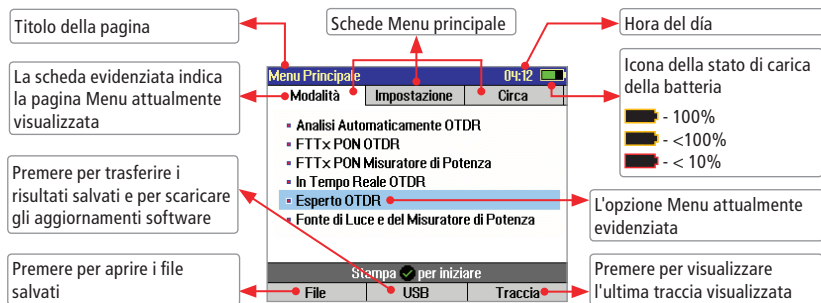 Titolo della pagina
Schede Menu principale
Hora del día
La scheda evidenziata indica
la pagina Menu attualmente
visualizzata
Icona della stato di carica
della batteria
- 100%
- <100%
- < 10%
Menu Principale 04:12
Modalità Impostazione Circa
Analisi Automaticamente OTDR
FTTx PON OTDR
FTTx PON Misuratore di Potenza
In Tempo Reale OTDR
Esperto OTDR
Fonte di Luce e del Misuratore di Potenza
Stampa per iniziare
File USB Traccia
Premere per trasferire i
risultati salvati e per scaricare
gli aggiornamenti software
L'opzione Menu attualmente
evidenziata
Premere per aprire i file
salvati
Premere per visualizzare
l'ultima traccia visualizzata